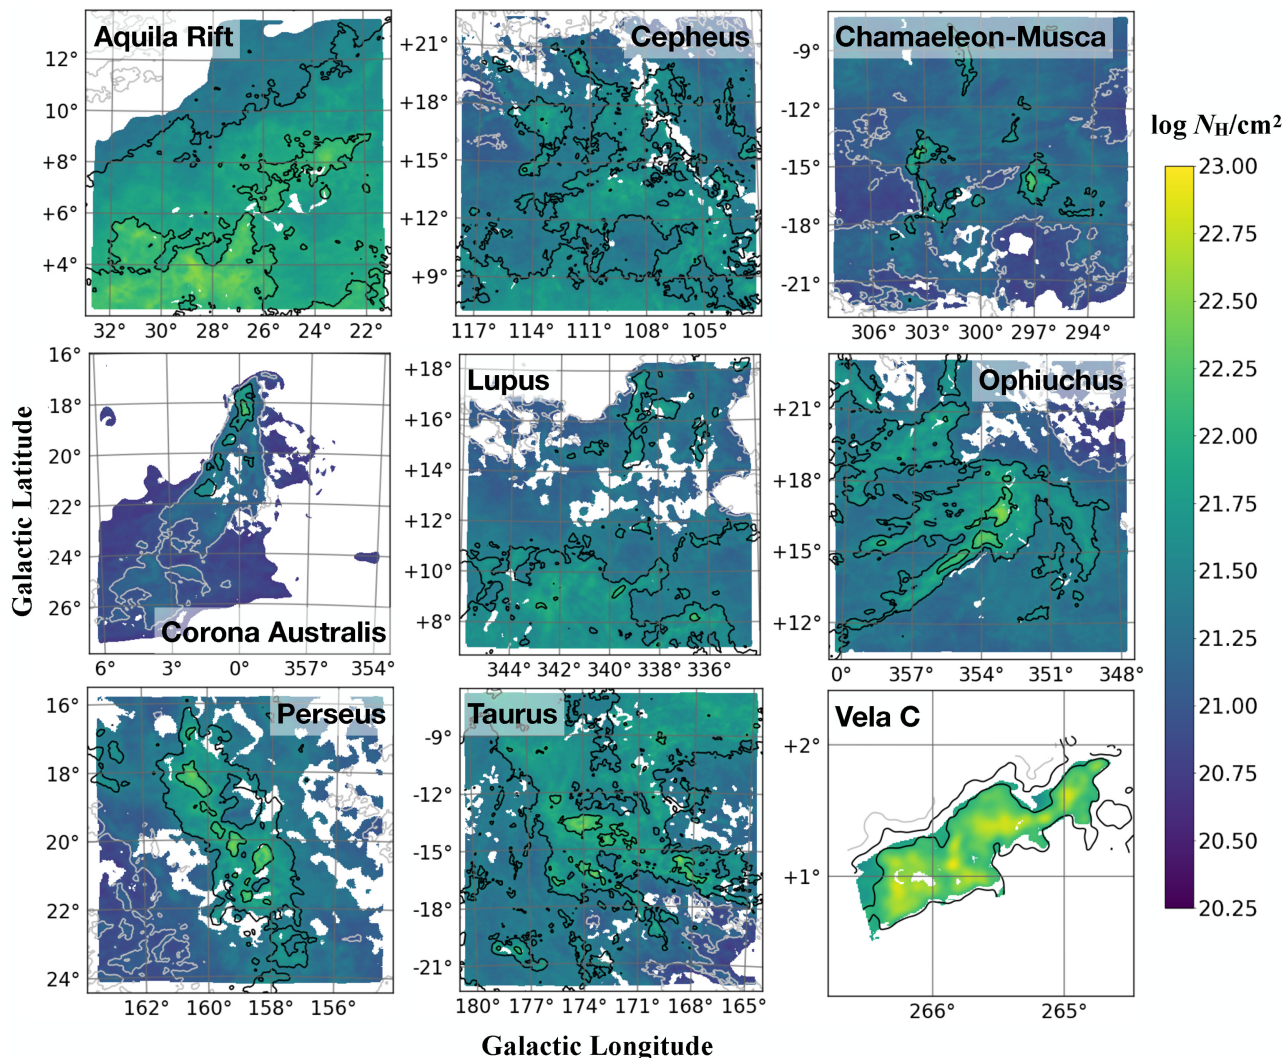 Aquila Rift
12°
10°
+8°
+6°
+4°
32 30 28 26 24 22
Cepheus
+21°
+18°
+15°
+12°
+9°
117 114 111 108 105
Chamaeleon-Musca
-9°
-12°
-15°
-18°
-21°
306 303 300 297 294
log N_H/cm²
23.00
22.75
22.50
22.25
22.00
21.75
21.50
21.25
21.00
20.75
20.50
20.25
Galactic Latitude
16°
18°
20°
22°
24°
26°
Corona Australis
6 3 0° 357° 354°
Lupus
+18°
+16°
+14°
+12°
+10°
+8°
344 342 340 338 336
Ophiuchus
+21°
+18°
+15°
+12°
0° 357° 354° 351 348°
Perseus
16°
18°
20°
22°
24°
162 160 158 156
Taurus
-9°
-12°
-15°
-18°
-21°
180 177 174 171 168 165°
Vela C
+2°
+1°
266° 265°
Galactic Longitude